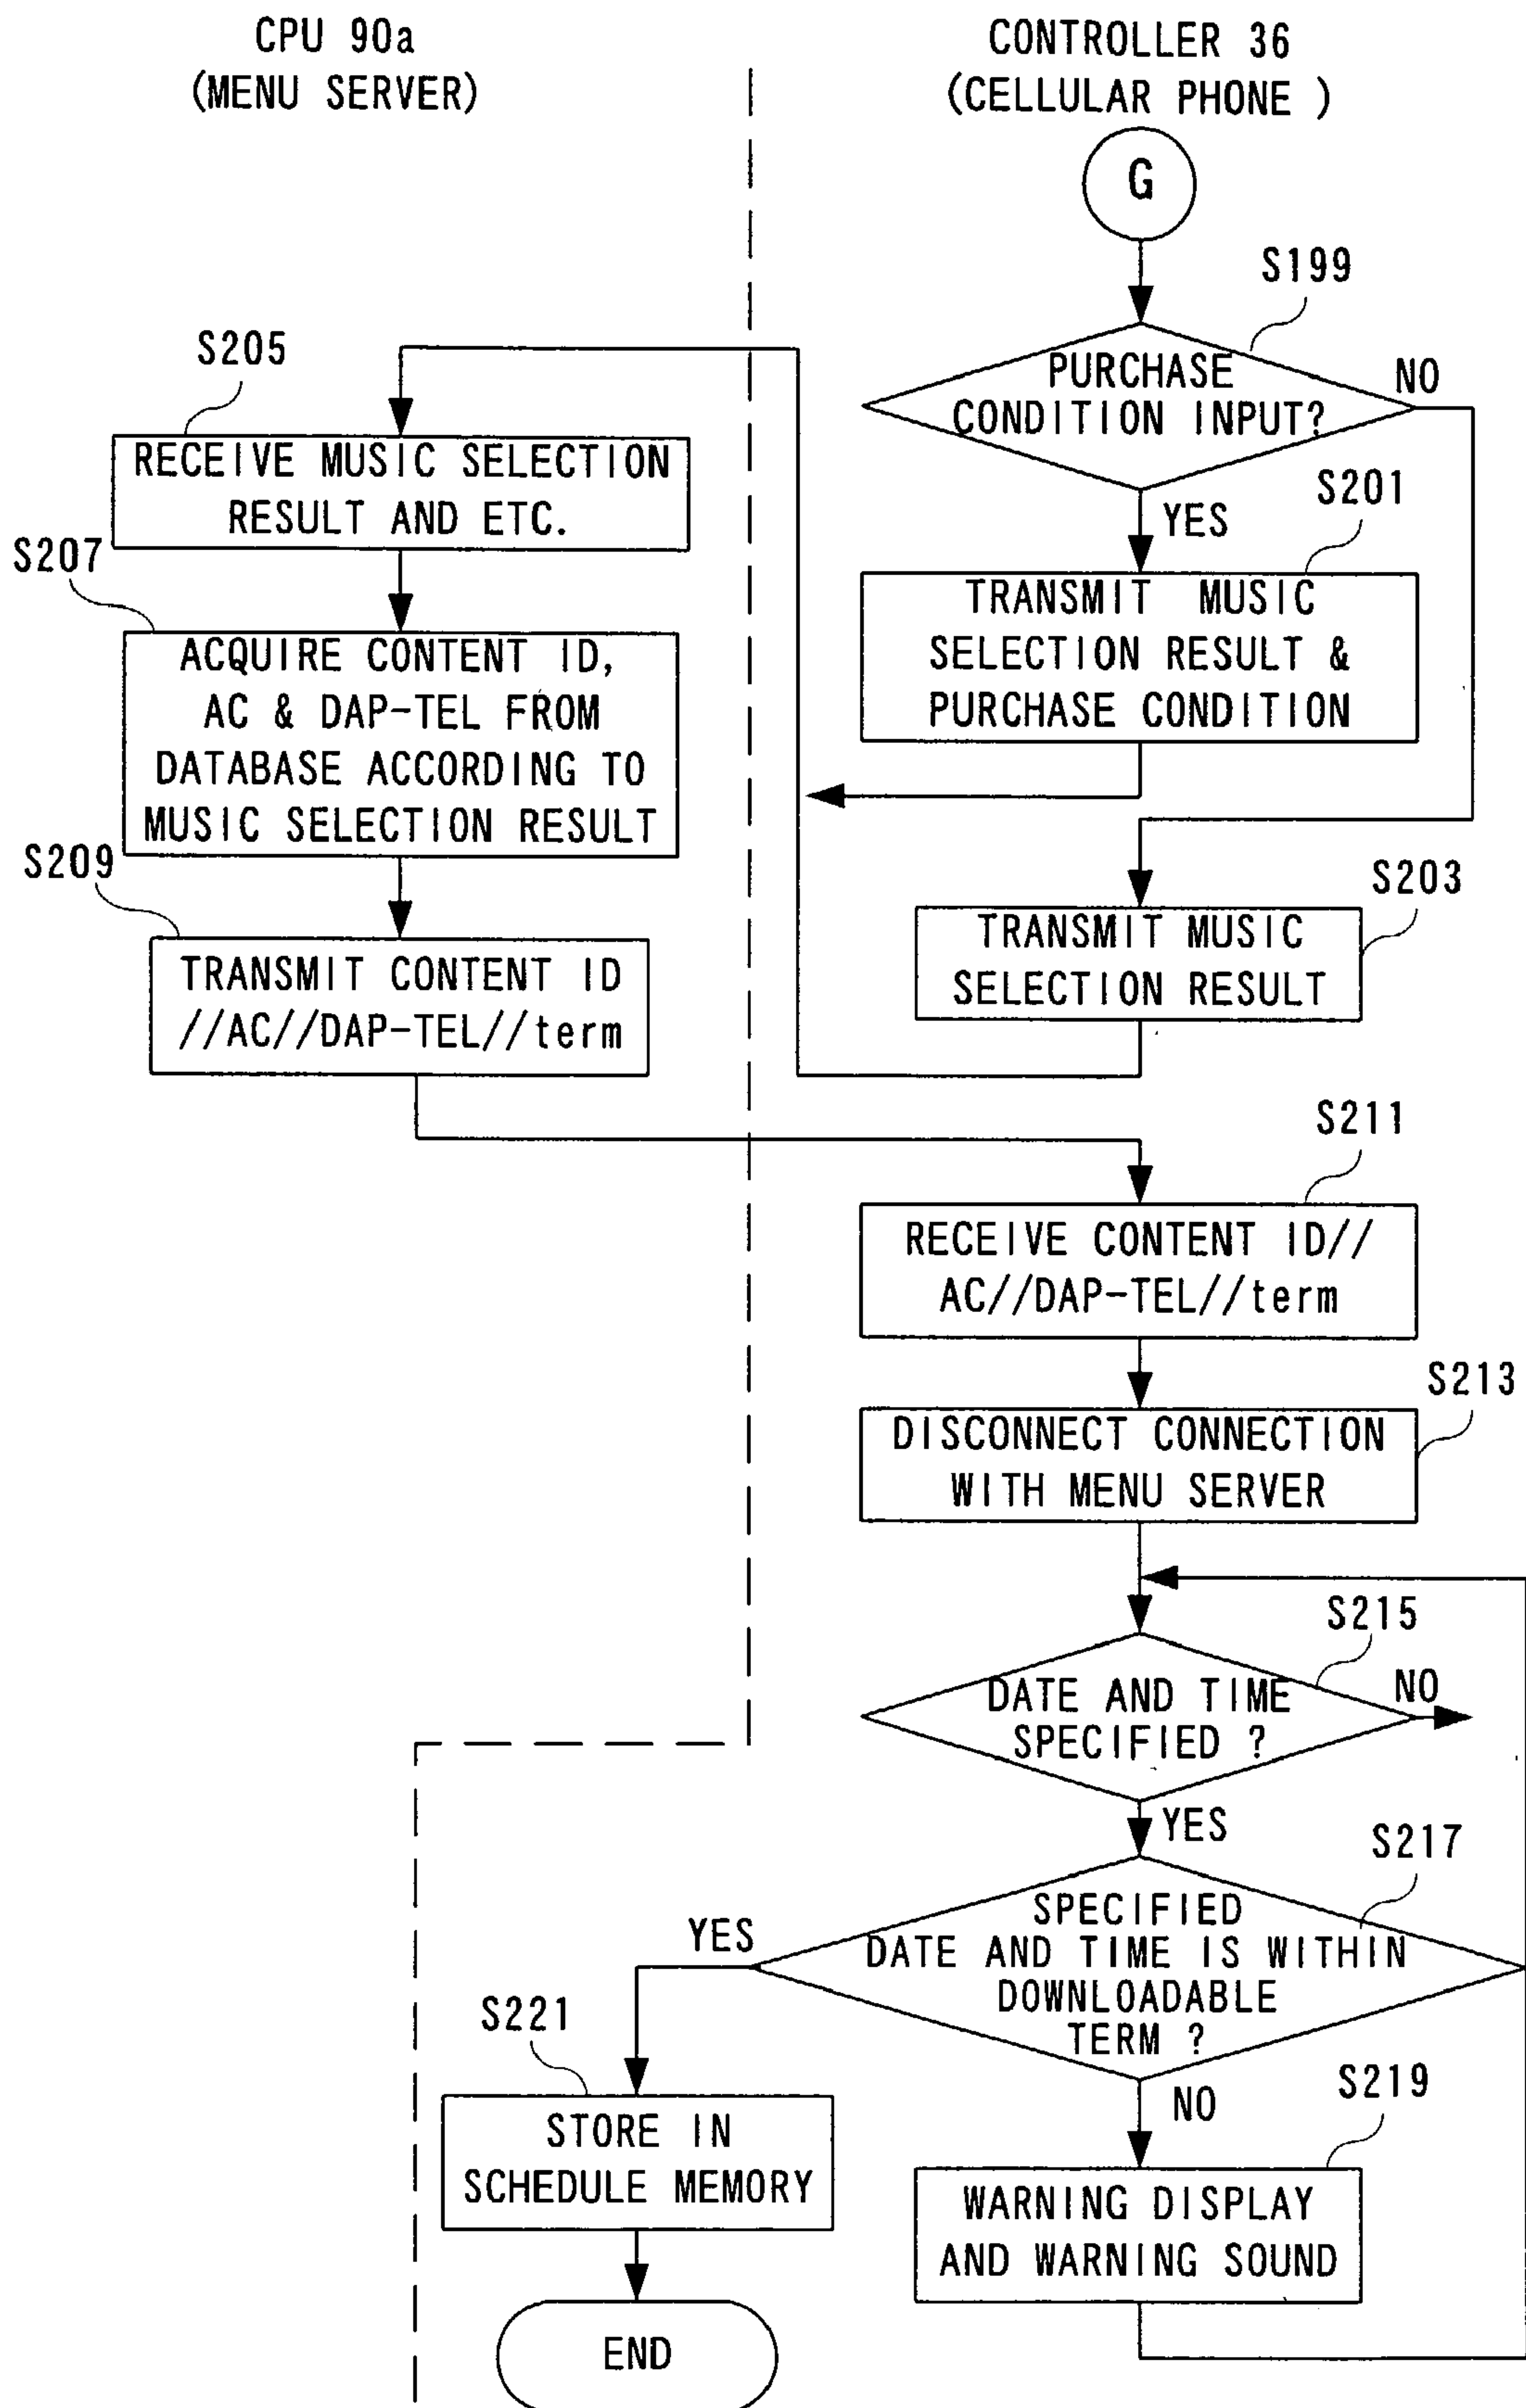 CPU 90a
(MENU SERVER)
CONTROLLER 36
(CELLULAR PHONE )
G
S199
PURCHASE
CONDITION INPUT?
NO
YES
S201
TRANSMIT MUSIC
SELECTION RESULT &
PURCHASE CONDITION
S203
TRANSMIT MUSIC
SELECTION RESULT
S205
RECEIVE MUSIC SELECTION
RESULT AND ETC.
S207
ACQUIRE CONTENT ID,
AC & DAP-TEL FROM
DATABASE ACCORDING TO
MUSIC SELECTION RESULT
S209
TRANSMIT CONTENT ID
//AC//DAP-TEL//term
S211
RECEIVE CONTENT ID//
AC//DAP-TEL//term
S213
DISCONNECT CONNECTION
WITH MENU SERVER
S215
DATE AND TIME
SPECIFIED ?
NO
YES
S217
SPECIFIED
DATE AND TIME IS WITHIN
DOWNLOADABLE
TERM ?
YES
NO
S219
WARNING DISPLAY
AND WARNING SOUND
S221
STORE IN
SCHEDULE MEMORY
END